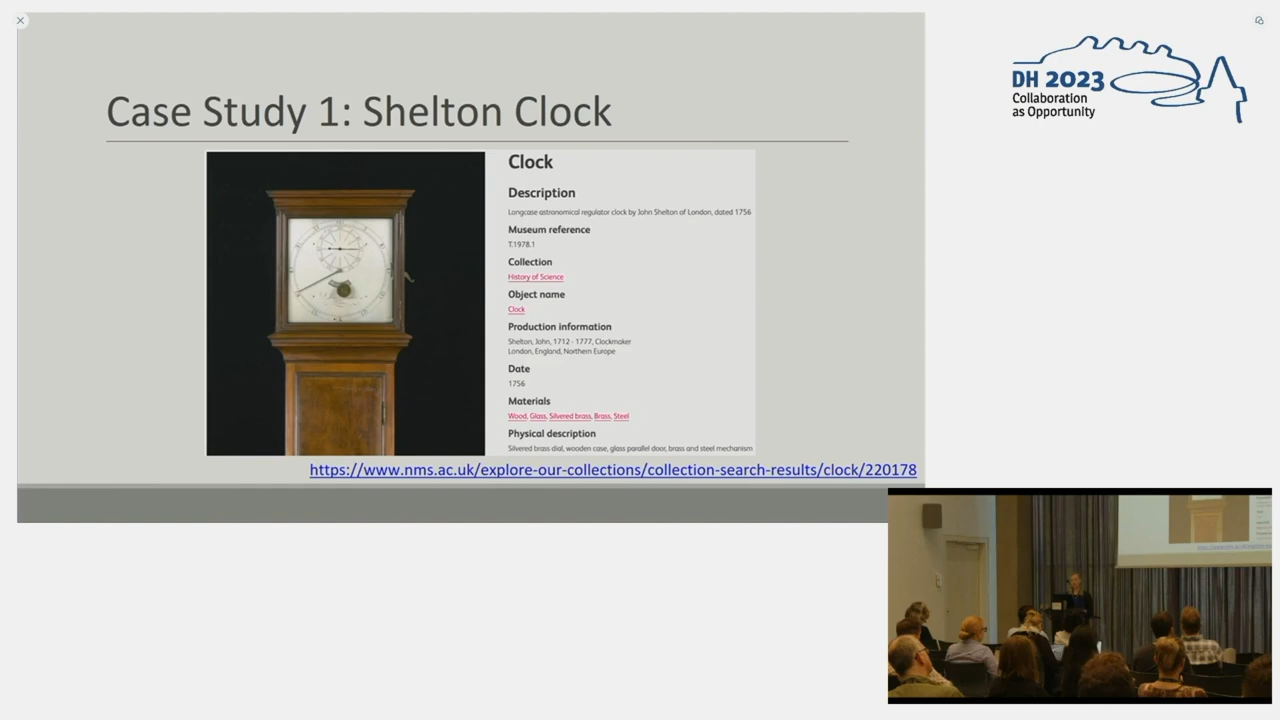 Case Study 1: Shelton Clock
Clock
Description
Longcase astronomical regulator clock by John Shelton of London, dated 1756
Museum reference
T.1978.1
Collection
History of Science
Object name
Clock
Production information
Shelton, John, 1712 - 1777, Clockmaker
London, England, Northern Europe
Date
1756
Materials
Wood, Glass, Silvered brass, Brass, Steel
Physical description
Silvered brass dial, wooden case, glass parallel door, brass and steel mechanism
https://www.nms.ac.uk/explore-our-collections/collection-search-results/clock/220178
DH 2023
Collaboration
as Opportunity